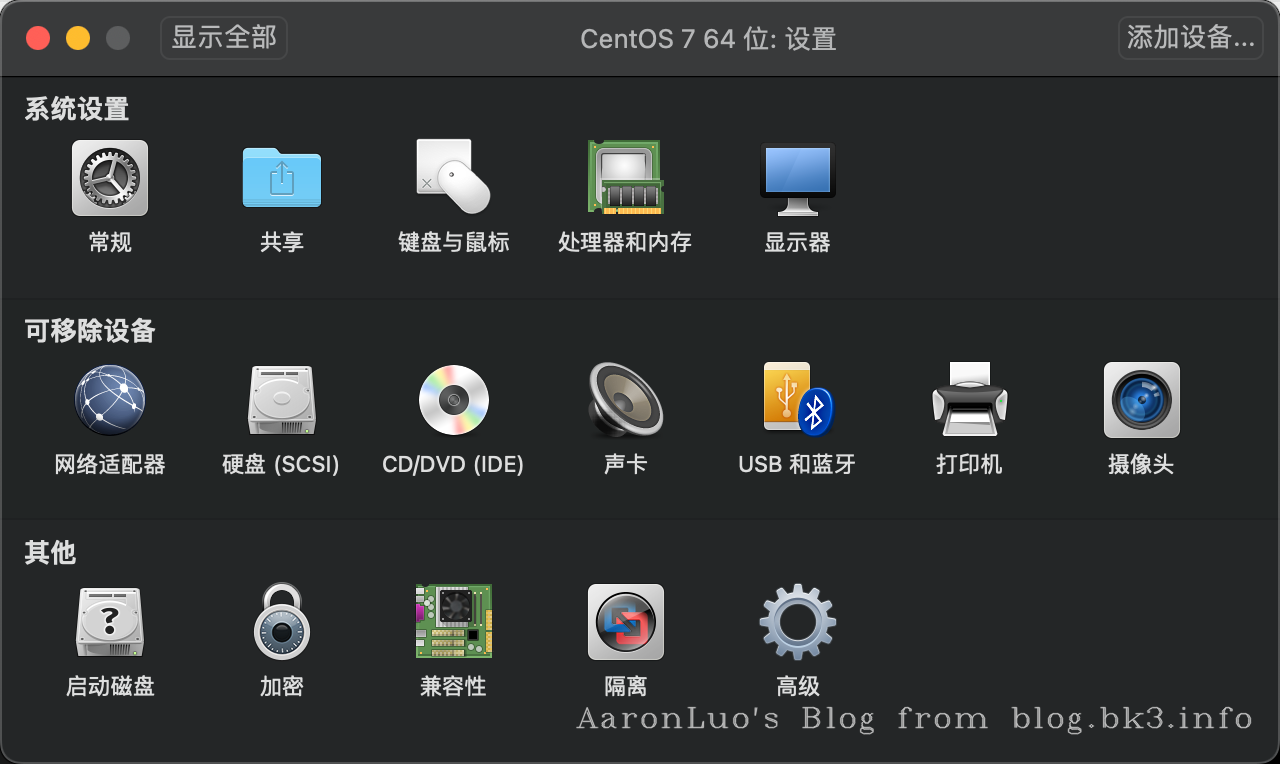 显示全部
CentOS 7 64 位: 设置
添加设备...
系统设置
常规
共享
键盘与鼠标
处理器和内存
显示器
可移除设备
网络适配器
硬盘 (SCSI)
CD/DVD (IDE)
声卡
USB 和蓝牙
打印机
摄像头
其他
启动磁盘
加密
兼容性
隔离
高级
AaronLuo's Blog from blog.bk3.info